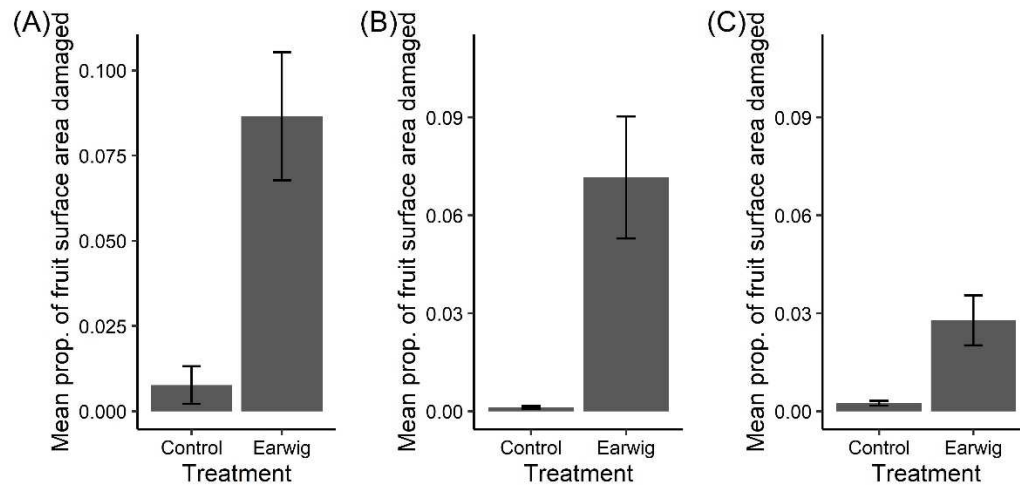 (A)
Mean prop. of fruit surface area damaged
0.100
0.075
0.050
0.025
0.000
Control Earwig
Treatment
(B)
Mean prop. of fruit surface area damaged
0.09
0.06
0.03
0.00
Control Earwig
Treatment
(C)
Mean prop. of fruit surface area damaged
0.09
0.06
0.03
0.00
Control Earwig
Treatment